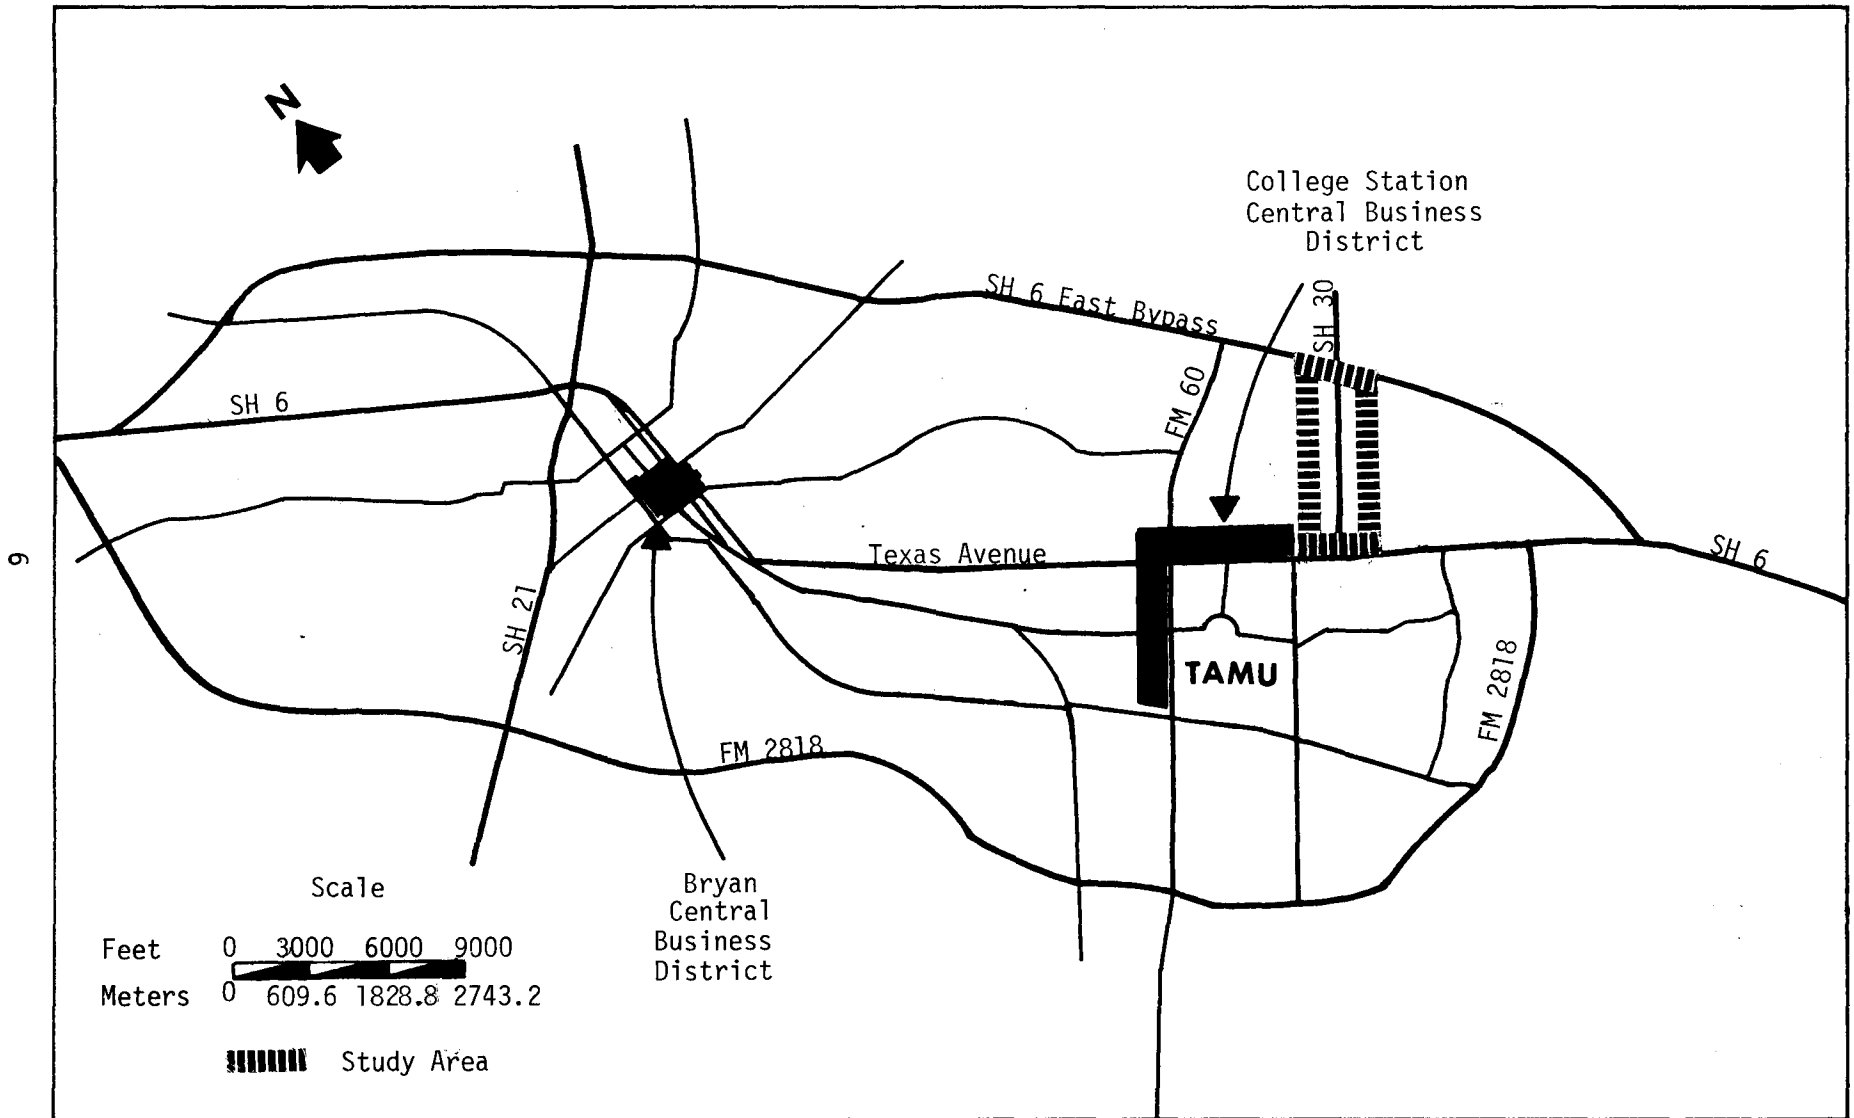 N
College Station
Central Business
District
SH 6 East Bypass
SH 30
FM 60
SH 6
Texas Avenue
SH 6
9
SH 21
TAMU
FM 2818
FM 2818
Scale
Feet 0 3000 6000 9000
Meters 0 609.6 1828.8 2743.2
Study Area
Bryan
Central
Business
District